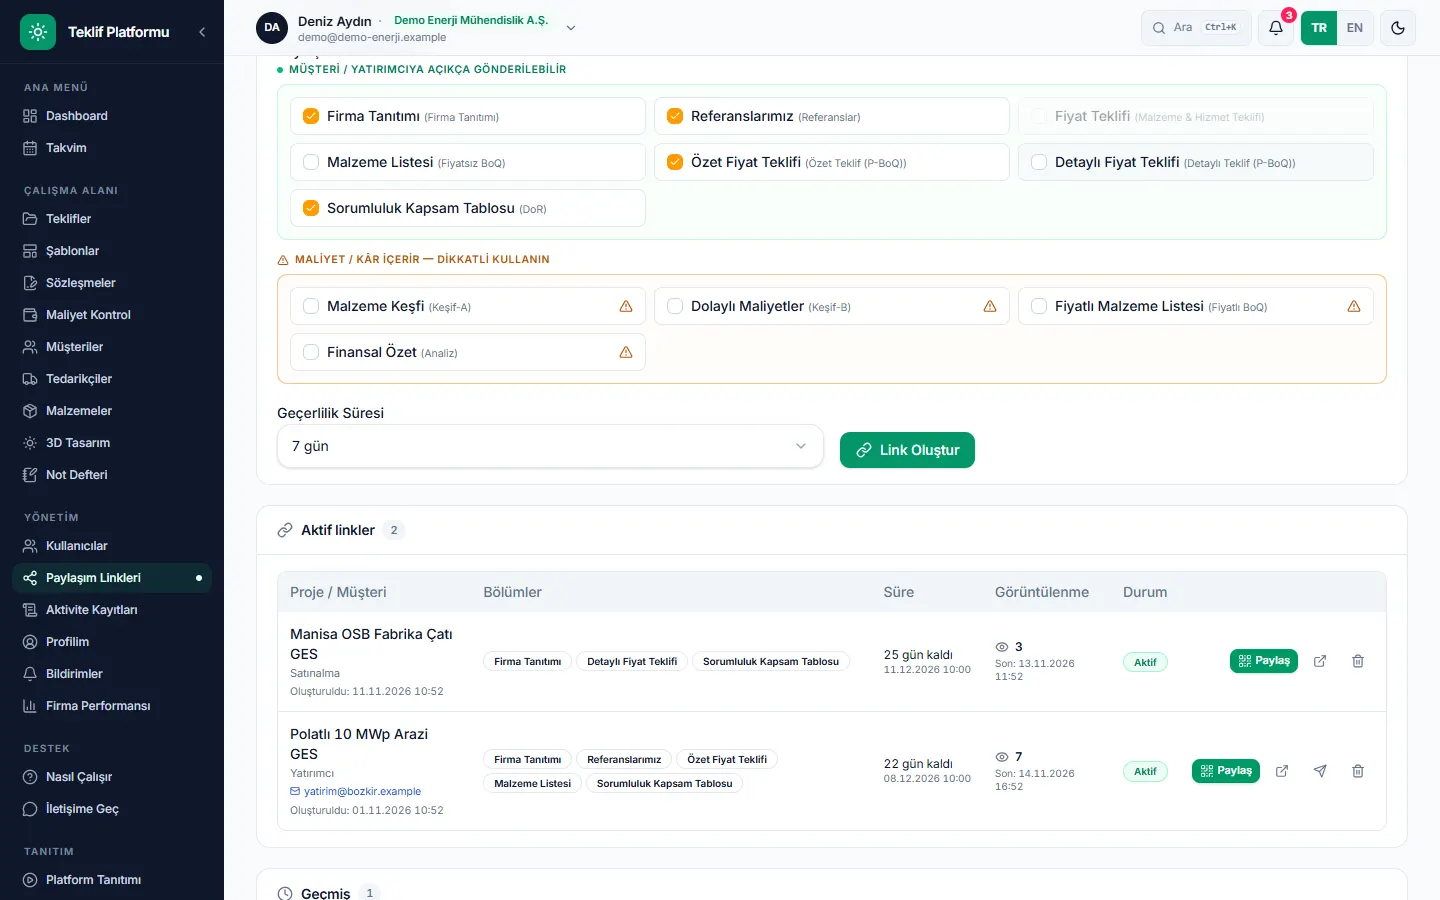 Teklif Platformu
ANA MENÜ
Dashboard
Takvim
ÇALIŞMA ALANI
Teklifler
Şablonlar
Sözleşmeler
Maliyet Kontrol
Müşteriler
Tedarikçiler
Malzemeler
3D Tasarım
Not Defteri
YÖNETİM
Kullanıcılar
Paylaşım Linkleri
Aktivite Kayıtları
Profilim
Bildirimler
Firma Performansı
DESTEK
Nasıl Çalışır
İletişime Geç
TANITIM
Platform Tanıtımı
DA
Deniz Aydın · Demo Enerji Mühendislik A.Ş.
demo@demo-enerji.example
Ara Ctrl+K
3
TR EN
MÜŞTERİ / YATIRIMCIYA AÇIKÇA GÖNDERİLEBİLİR
Firma Tanıtımı (Firma Tanıtımı)
Referanslarımız (Referanslar)
Fiyat Teklifi (Malzeme & Hizmet Teklifi)
Malzeme Listesi (Fiyatsız BoQ)
Özet Fiyat Teklifi (Özet Teklif (P-BoQ))
Detaylı Fiyat Teklifi (Detaylı Teklif (P-BoQ))
Sorumluluk Kapsam Tablosu (DoR)
MALİYET / KÂR İÇERİR — DİKKATLİ KULLANIN
Malzeme Keşfi (Keşif-A)
Dolaylı Maliyetler (Keşif-B)
Fiyatlı Malzeme Listesi (Fiyatlı BoQ)
Finansal Özet (Analiz)
Geçerlilik Süresi
7 gün
Link Oluştur
Aktif linkler 2
Proje / Müşteri Bölümler Süre Görüntülenme Durum
Manisa OSB Fabrika Çatı
GES
Satınalma
Oluşturuldu: 11.11.2026 10:52
Firma Tanıtımı Detaylı Fiyat Teklifi Sorumluluk Kapsam Tablosu
25 gün kaldı
11.12.2026 10:00
3
Son: 13.11.2026
11:52
Aktif
Paylaş
Polatlı 10 MWp Arazi
GES
Yatırımcı
yatirim@bozkir.example
Oluşturuldu: 01.11.2026 10:52
Firma Tanıtımı Referanslarımız Özet Fiyat Teklifi
Malzeme Listesi Sorumluluk Kapsam Tablosu
22 gün kaldı
08.12.2026 10:00
7
Son: 14.11.2026
16:52
Aktif
Paylaş
Geçmiş 1